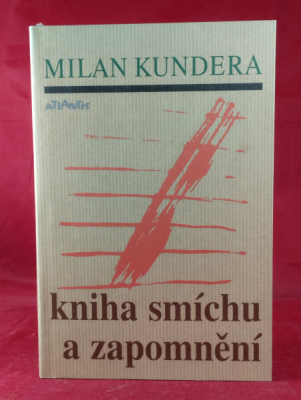 MILAN KUNDERA
ATLANTIS
kniha smíchu
a zapomnění